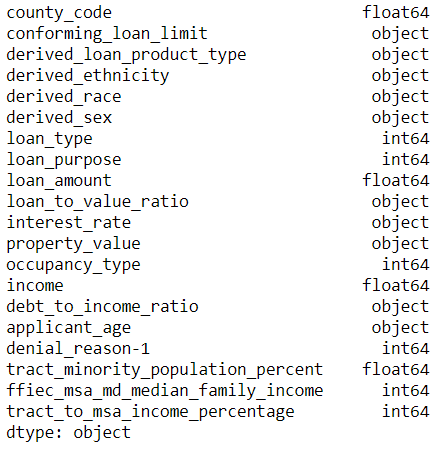 county_code float64
conforming_loan_limit object
derived_loan_product_type object
derived_ethnicity object
derived_race object
derived_sex object
loan_type int64
loan_purpose int64
loan_amount float64
loan_to_value_ratio object
interest_rate object
property_value object
occupancy_type int64
income float64
debt_to_income_ratio object
applicant_age object
denial_reason-1 int64
tract_minority_population_percent float64
ffiec_msa_md_median_family_income int64
tract_to_msa_income_percentage int64
dtype: object